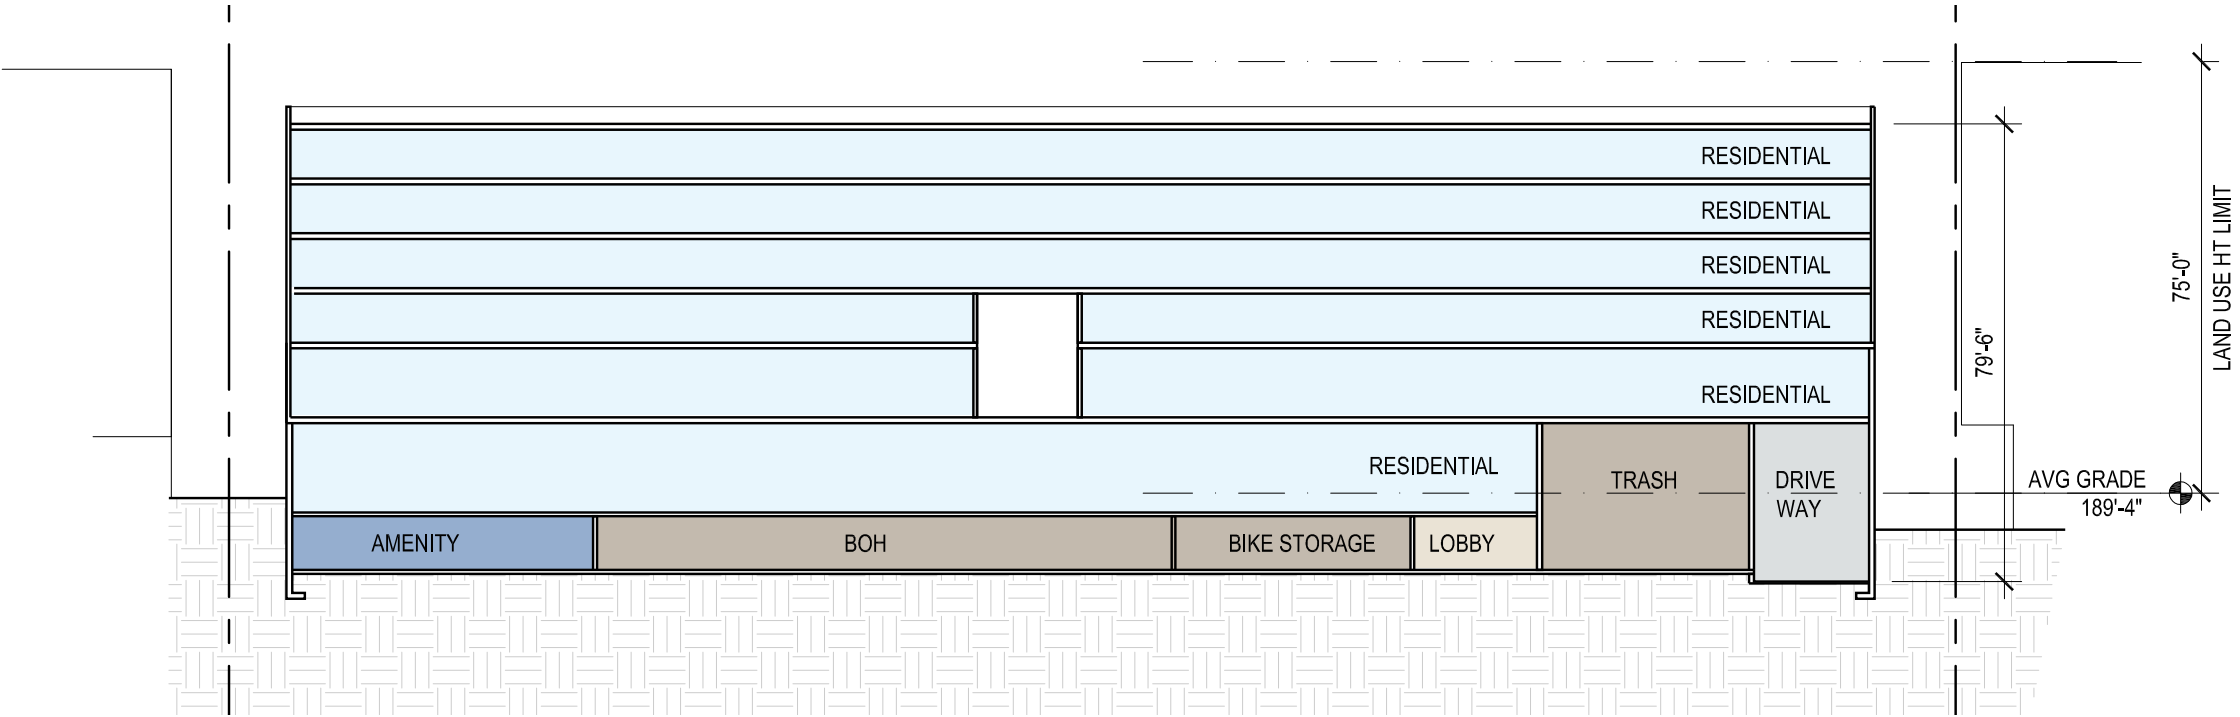 RESIDENTIAL
RESIDENTIAL
RESIDENTIAL
RESIDENTIAL
RESIDENTIAL
RESIDENTIAL
TRASH
DRIVE
WAY
AMENITY
BOH
BIKE STORAGE
LOBBY
79'-6"
75'-0"
LAND USE HT LIMIT
AVG GRADE
189'-4"